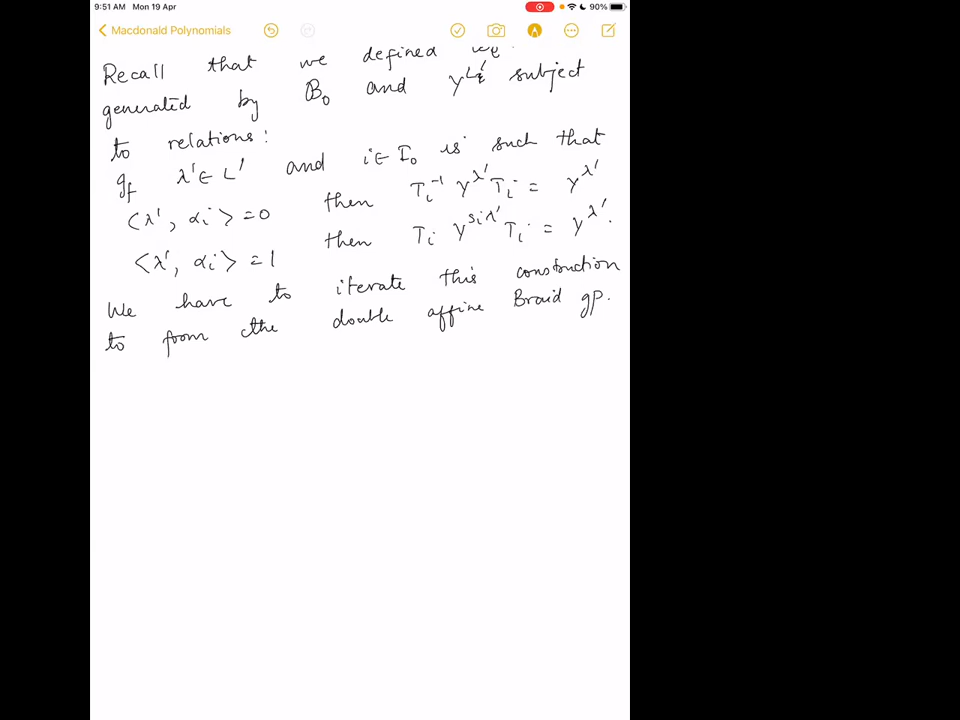 9:51 AM Mon 19 Apr 90%
Macdonald Polynomials
Recall that we defined
generated by B₀ and Y^{L'} subject
to relations:
If λ' ∈ L' and i ∈ I₀ is such that
<λ', αᵢ> = 0 then Tᵢ⁻¹ Y^{λ'} Tᵢ = Y^{λ'}
<λ', αᵢ> = 1 then Tᵢ Y^{sᵢλ'} Tᵢ = Y^{λ'}.
We have to iterate this construction
to from the double affine Braid gp.